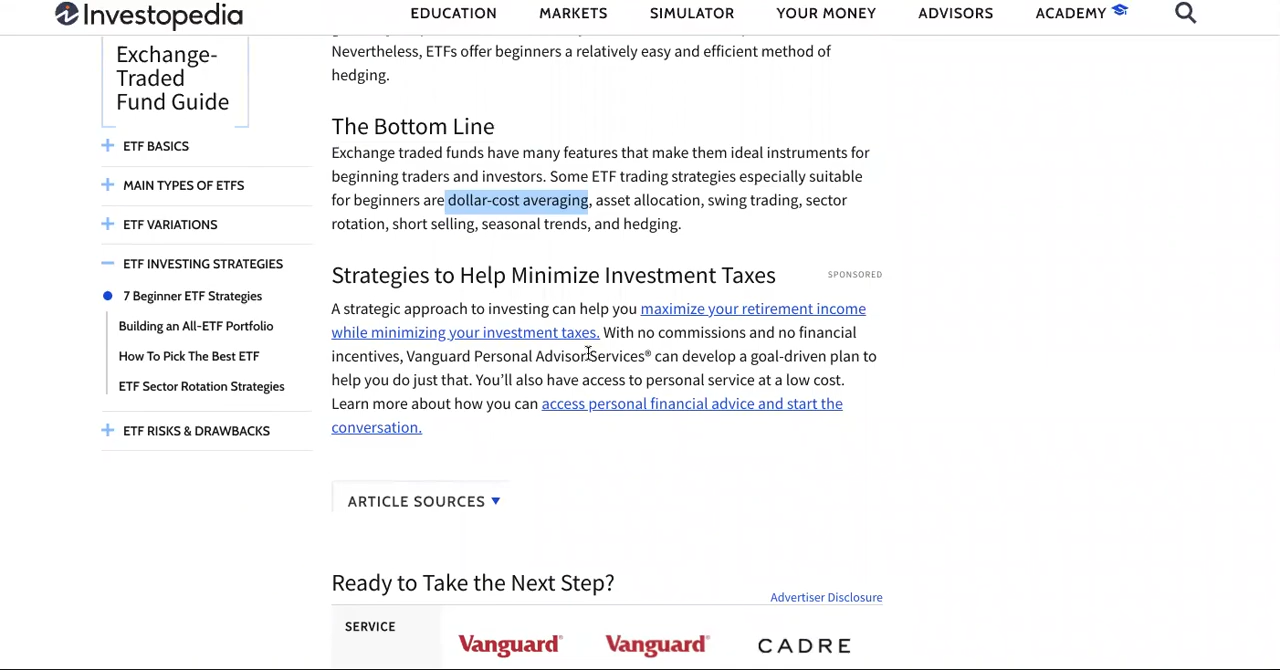 Investopedia
EDUCATION MARKETS SIMULATOR YOUR MONEY ADVISORS ACADEMY
Exchange-
Traded
Fund Guide
ETF BASICS
MAIN TYPES OF ETFS
ETF VARIATIONS
ETF INVESTING STRATEGIES
7 Beginner ETF Strategies
Building an All-ETF Portfolio
How To Pick The Best ETF
ETF Sector Rotation Strategies
ETF RISKS & DRAWBACKS
Nevertheless, ETFs offer beginners a relatively easy and efficient method of
hedging.
The Bottom Line
Exchange traded funds have many features that make them ideal instruments for
beginning traders and investors. Some ETF trading strategies especially suitable
for beginners are dollar-cost averaging, asset allocation, swing trading, sector
rotation, short selling, seasonal trends, and hedging.
Strategies to Help Minimize Investment Taxes
SPONSORED
A strategic approach to investing can help you maximize your retirement income
while minimizing your investment taxes. With no commissions and no financial
incentives, Vanguard Personal Advisor Services® can develop a goal-driven plan to
help you do just that. You’ll also have access to personal service at a low cost.
Learn more about how you can access personal financial advice and start the
conversation.
ARTICLE SOURCES
Ready to Take the Next Step?
Advertiser Disclosure
SERVICE
Vanguard® Vanguard® CADRE